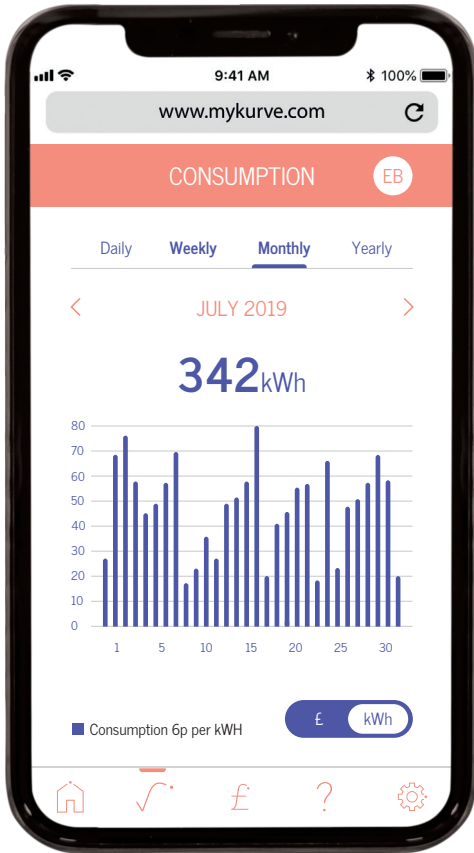 9:41 AM 100%
www.mykurve.com
CONSUMPTION EB
Daily Weekly Monthly Yearly
JULY 2019
342kWh
80
70
60
50
40
30
20
10
0
1 5 10 15 20 25 30
Consumption 6p per kWH
£ kWh
£ ?